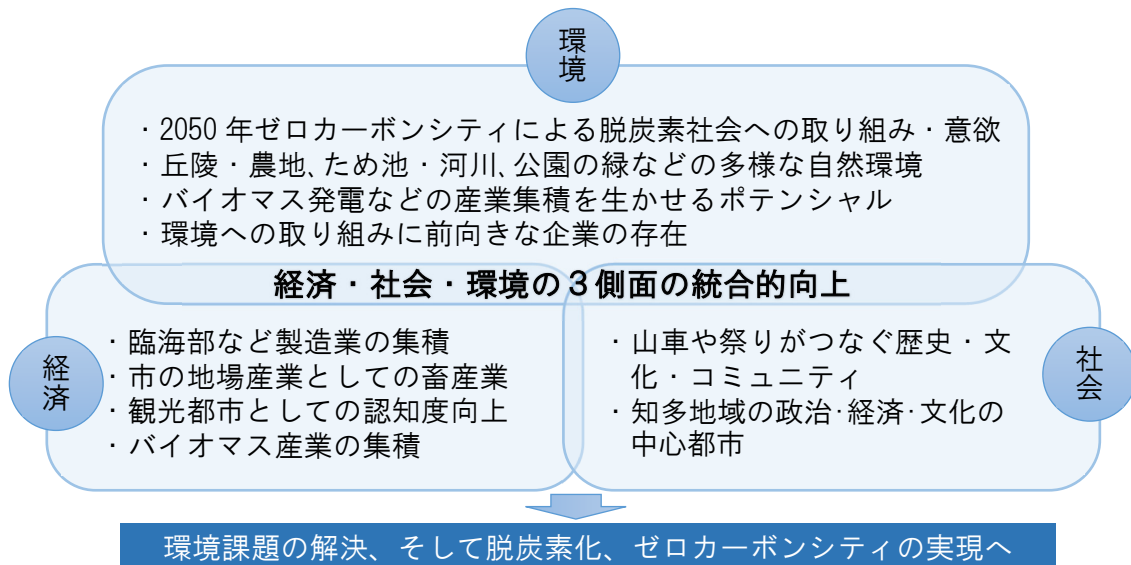 環境
・2050 年ゼロカーボンシティによる脱炭素社会への取り組み・意欲
・丘陵・農地、ため池・河川、公園の緑などの多様な自然環境
・バイオマス発電などの産業集積を生かせるポテンシャル
・環境への取り組みに前向きな企業の存在
経済・社会・環境の３側面の統合的向上
経済
・臨海部など製造業の集積
・市の地場産業としての畜産業
・観光都市としての認知度向上
・バイオマス産業の集積
・山車や祭りがつなぐ歴史・文
化・コミュニティ
・知多地域の政治･経済･文化の
中心都市
社会
環境課題の解決、そして脱炭素化、ゼロカーボンシティの実現へ